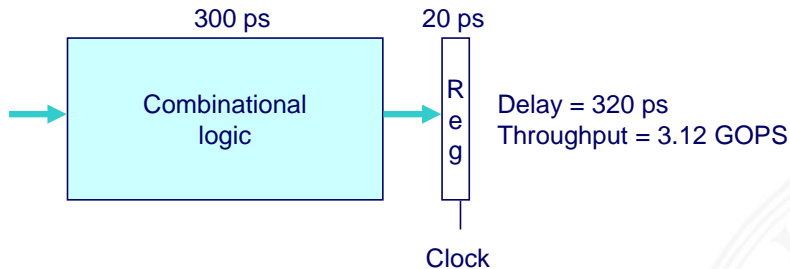 300 ps
20 ps
Combinational
logic
R
e
g
Delay = 320 ps
Throughput = 3.12 GOPS
Clock